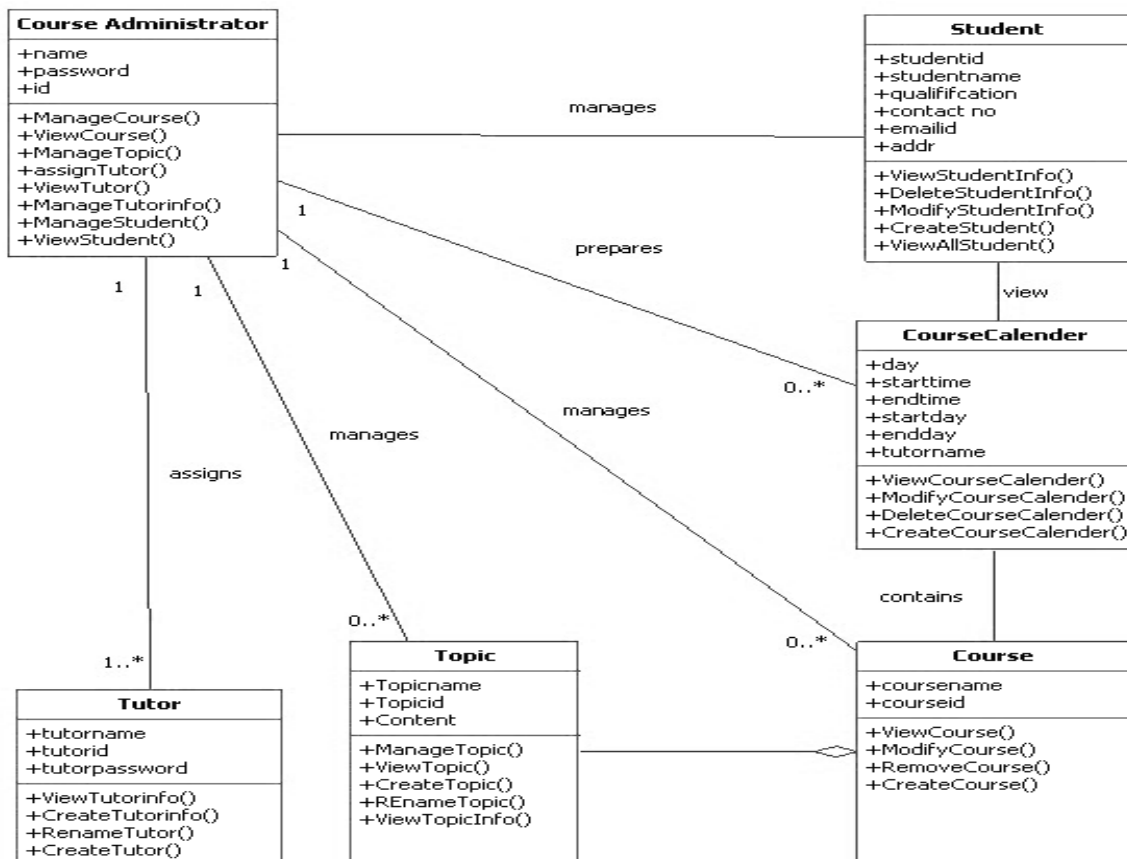 Course Administrator
+name
+password
+id
+ManageCourse()
+ViewCourse()
+ManageTopic()
+assignTutor()
+ViewTutor()
+ManageTutorinfo()
+ManageStudent()
+ViewStudent()
manages
Student
+studentid
+studentname
+qualififcation
+contact no
+emailid
+addr
+ViewStudentInfo()
+DeleteStudentInfo()
+ModifyStudentInfo()
+CreateStudent()
+ViewAllStudent()
1
prepares
1
1
1
view
CourseCalender
+day
+starttime
+endtime
+startday
+endday
+tutorname
+ViewCourseCalender()
+ModifyCourseCalender()
+DeleteCourseCalender()
+CreateCourseCalender()
0..*
manages
manages
assigns
contains
0..*
0..*
1..*
Tutor
+tutorname
+tutorid
+tutorpassword
+ViewTutorinfo()
+CreateTutorinfo()
+RenameTutor()
+CreateTutor()
Topic
+Topicname
+Topicid
+Content
+ManageTopic()
+ViewTopic()
+CreateTopic()
+REnameTopic()
+ViewTopicInfo()
Course
+coursename
+courseid
+ViewCourse()
+ModifyCourse()
+RemoveCourse()
+CreateCourse()